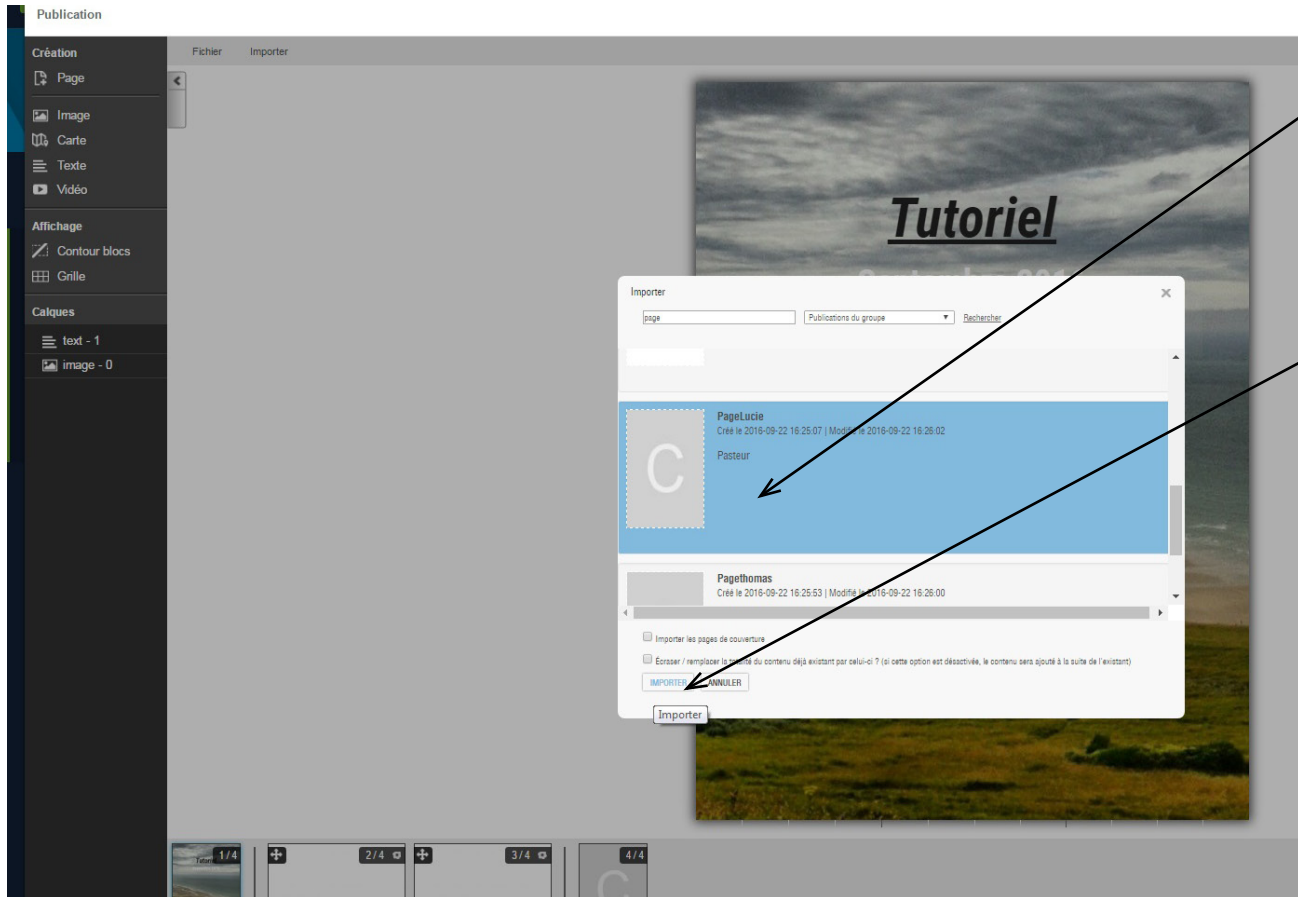 Publication
Création
Page
Image
Carte
Texte
Vidéo
Affichage
Contour blocs
Grille
Calques
text - 1
image - 0
Fichier Importer
Tutoriel
Importer
page Publications du groupe Rechercher
C
PageLucie
Créé le 2016-09-22 16:25:07 | Modifié le 2016-09-22 16:26:02
Pasteur
Pagethomas
Créé le 2016-09-22 16:25:53 | Modifié le 2016-09-22 16:26:00
Importer les pages de couverture
Écraser / remplacer la totalité du contenu déjà existant par celui-ci ? (si cette option est désactivée, le contenu sera ajouté à la suite de l'existant)
IMPORTER ANNULER
Importer
1/4 2/4 3/4 4/4
C